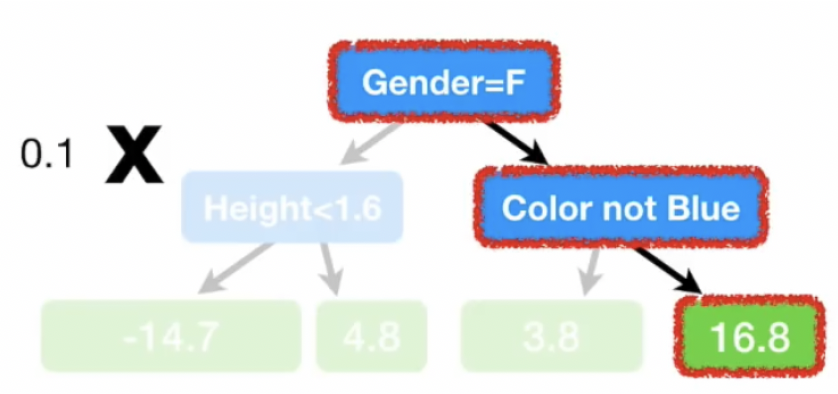 Gender=F
0.1 X
Height<1.6
Color not Blue
-14.7
4.8
3.8
16.8